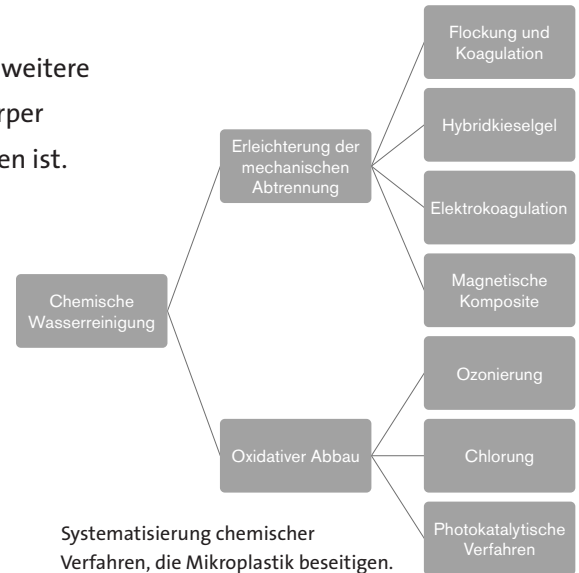 weitere
rper
en ist.
Chemische
Wasserreinigung
Erleichterung der
mechanischen
Abtrennung
Flockung und
Koagulation
Hybridkieselgel
Elektrokoagulation
Magnetische
Komposite
Oxidativer Abbau
Ozonierung
Chlorung
Photokatalytische
Verfahren
Systematisierung chemischer
Verfahren, die Mikroplastik beseitigen.